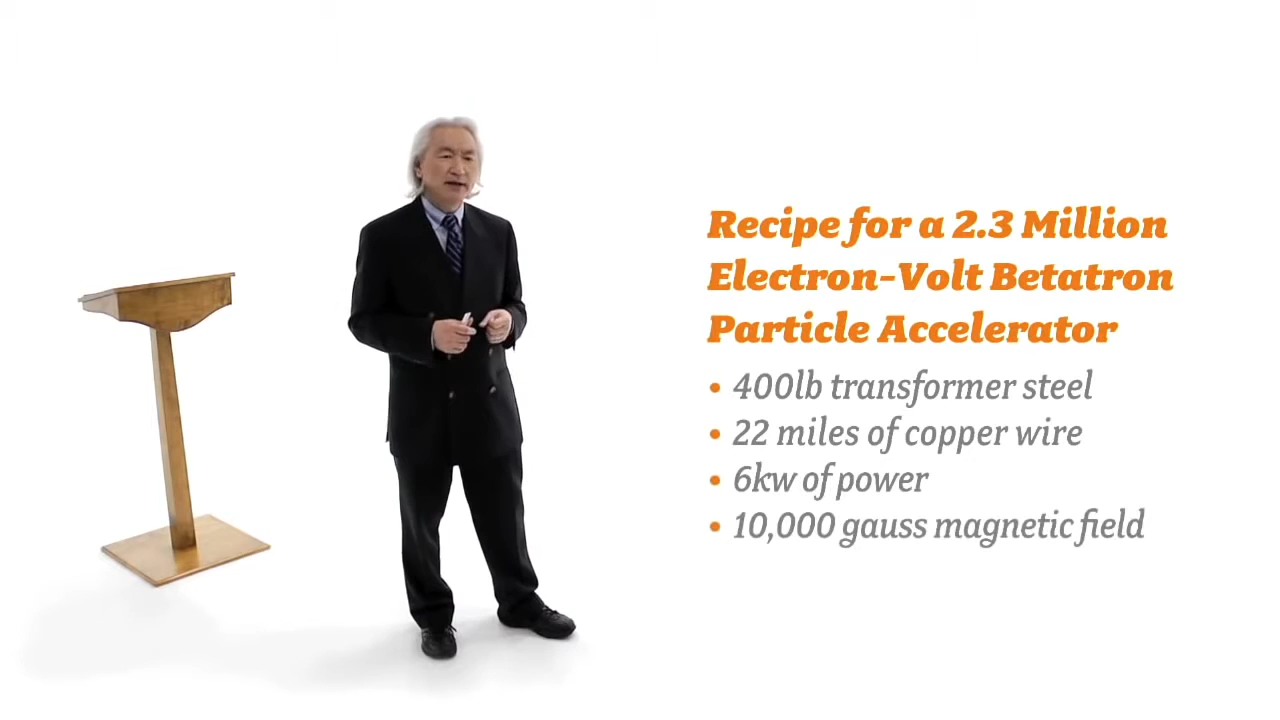 Recipe for a 2.3 Million
Electron-Volt Betatron
Particle Accelerator
• 400lb transformer steel
• 22 miles of copper wire
• 6kw of power
• 10,000 gauss magnetic field